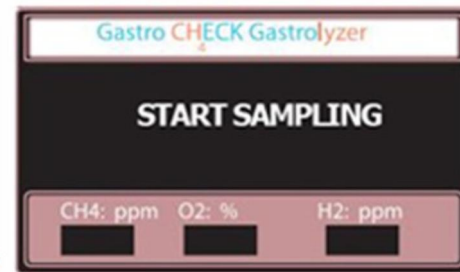 Gastro CH4ECK Gastrolyzer
START SAMPLING
CH4: ppm O2: % H2: ppm